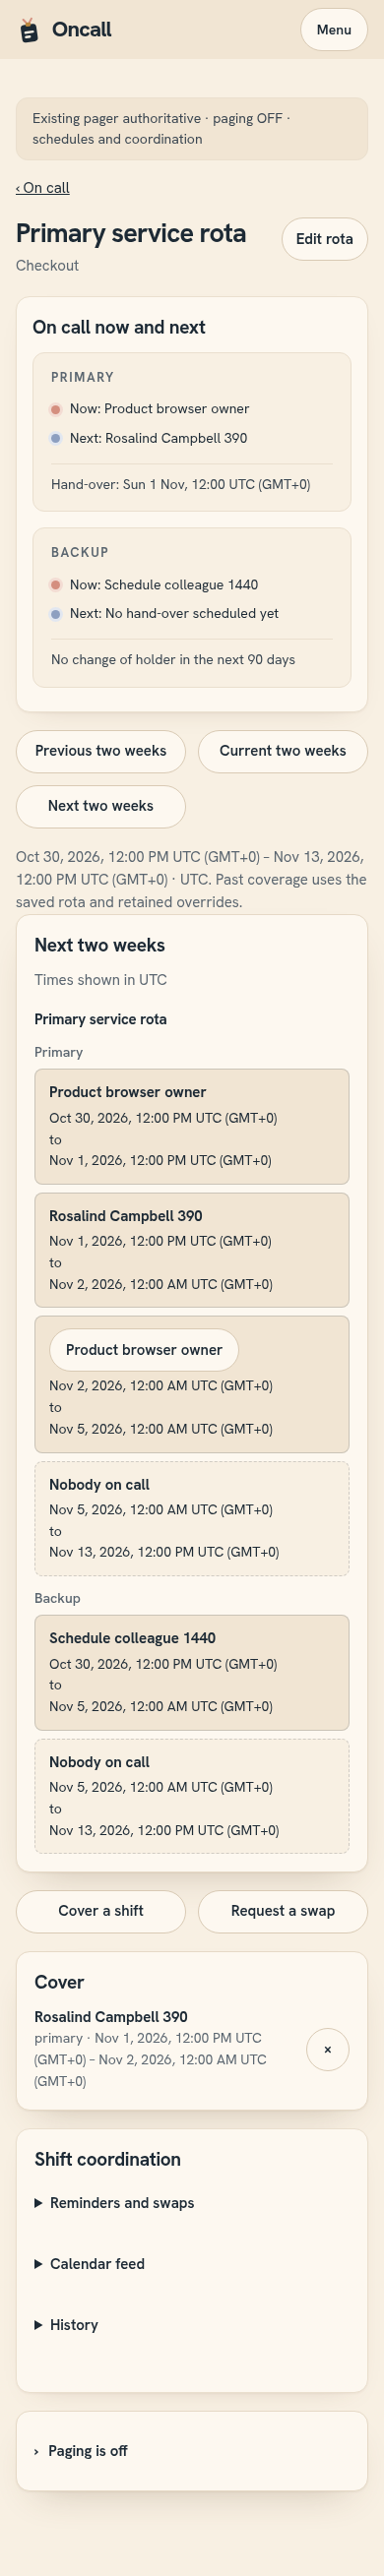 Oncall
Menu
Existing pager authoritative · paging OFF ·
schedules and coordination
‹ On call
Primary service rota
Edit rota
Checkout
On call now and next
PRIMARY
Now: Product browser owner
Next: Rosalind Campbell 390
Hand-over: Sun 1 Nov, 12:00 UTC (GMT+0)
BACKUP
Now: Schedule colleague 1440
Next: No hand-over scheduled yet
No change of holder in the next 90 days
Previous two weeks
Current two weeks
Next two weeks
Oct 30, 2026, 12:00 PM UTC (GMT+0) – Nov 13, 2026,
12:00 PM UTC (GMT+0) · UTC. Past coverage uses the
saved rota and retained overrides.
Next two weeks
Times shown in UTC
Primary service rota
Primary
Product browser owner
Oct 30, 2026, 12:00 PM UTC (GMT+0)
to
Nov 1, 2026, 12:00 PM UTC (GMT+0)
Rosalind Campbell 390
Nov 1, 2026, 12:00 PM UTC (GMT+0)
to
Nov 2, 2026, 12:00 AM UTC (GMT+0)
Product browser owner
Nov 2, 2026, 12:00 AM UTC (GMT+0)
to
Nov 5, 2026, 12:00 AM UTC (GMT+0)
Nobody on call
Nov 5, 2026, 12:00 AM UTC (GMT+0)
to
Nov 13, 2026, 12:00 PM UTC (GMT+0)
Backup
Schedule colleague 1440
Oct 30, 2026, 12:00 PM UTC (GMT+0)
to
Nov 5, 2026, 12:00 AM UTC (GMT+0)
Nobody on call
Nov 5, 2026, 12:00 AM UTC (GMT+0)
to
Nov 13, 2026, 12:00 PM UTC (GMT+0)
Cover a shift
Request a swap
Cover
Rosalind Campbell 390
primary · Nov 1, 2026, 12:00 PM UTC
(GMT+0) – Nov 2, 2026, 12:00 AM UTC
(GMT+0)
×
Shift coordination
▶ Reminders and swaps
▶ Calendar feed
▶ History
› Paging is off